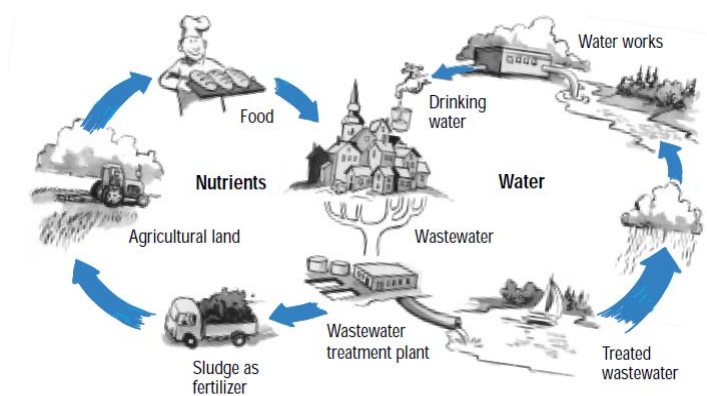 Water works
Drinking
water
Food
Nutrients
Water
Agricultural land
Wastewater
Wastewater
treatment plant
Treated
wastewater
Sludge as
fertilizer